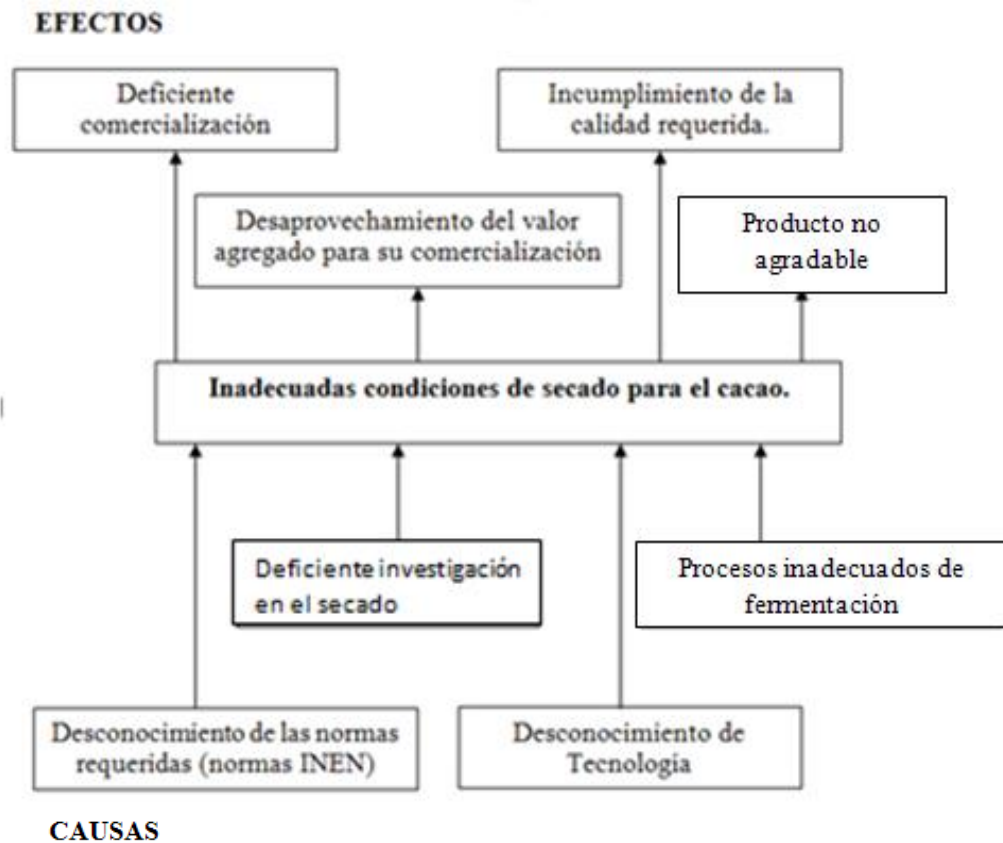 EFECTOS
Deficiente
comercialización
Incumplimiento de la
calidad requerida.
Desaprovechamiento del valor
agregado para su comercialización
Producto no
agradable
Inadecuadas condiciones de secado para el cacao.
Deficiente investigación
en el secado
Procesos inadecuados de
fermentación
Desconocimiento de las normas
requeridas (normas INEN)
Desconocimiento de
Tecnología
CAUSAS